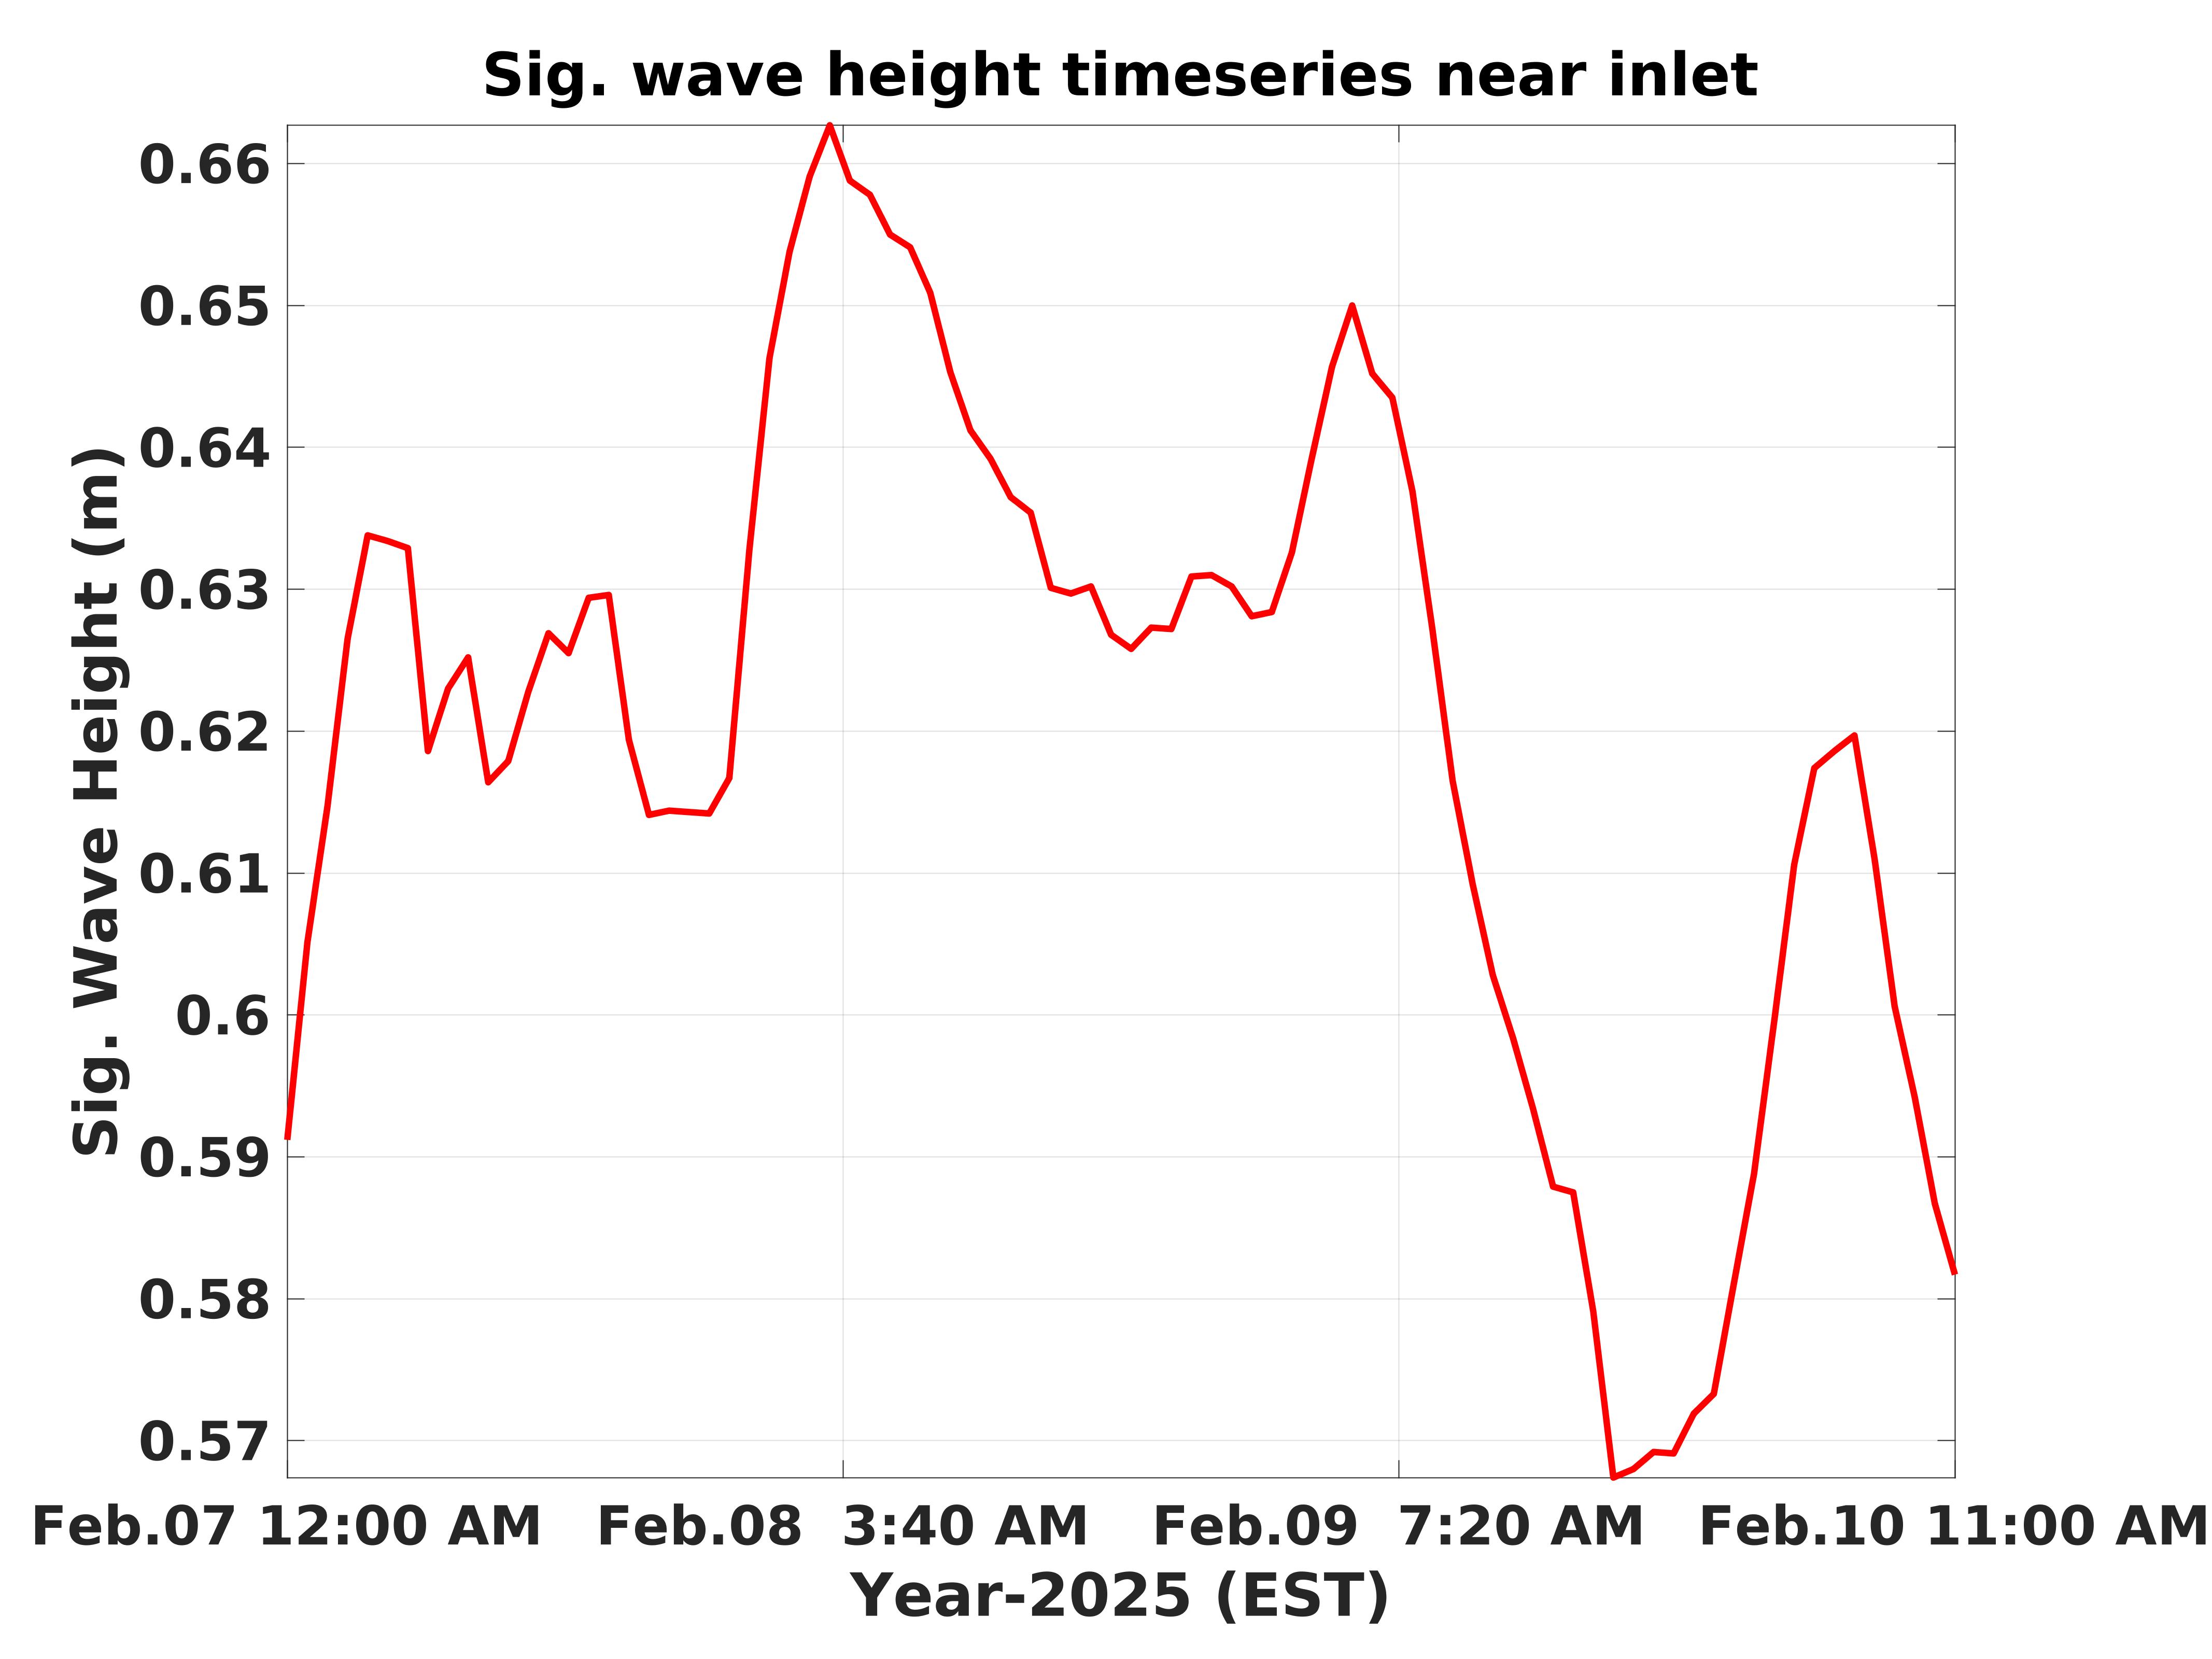 Sig. wave height timeseries near inlet
0.66
0.65
0.64
0.63
0.62
0.61
0.6
0.59
0.58
0.57
Sig. Wave Height (m)
Feb.07 12:00 AM Feb.08 3:40 AM Feb.09 7:20 AM Feb.10 11:00 AM
Year-2025 (EST)